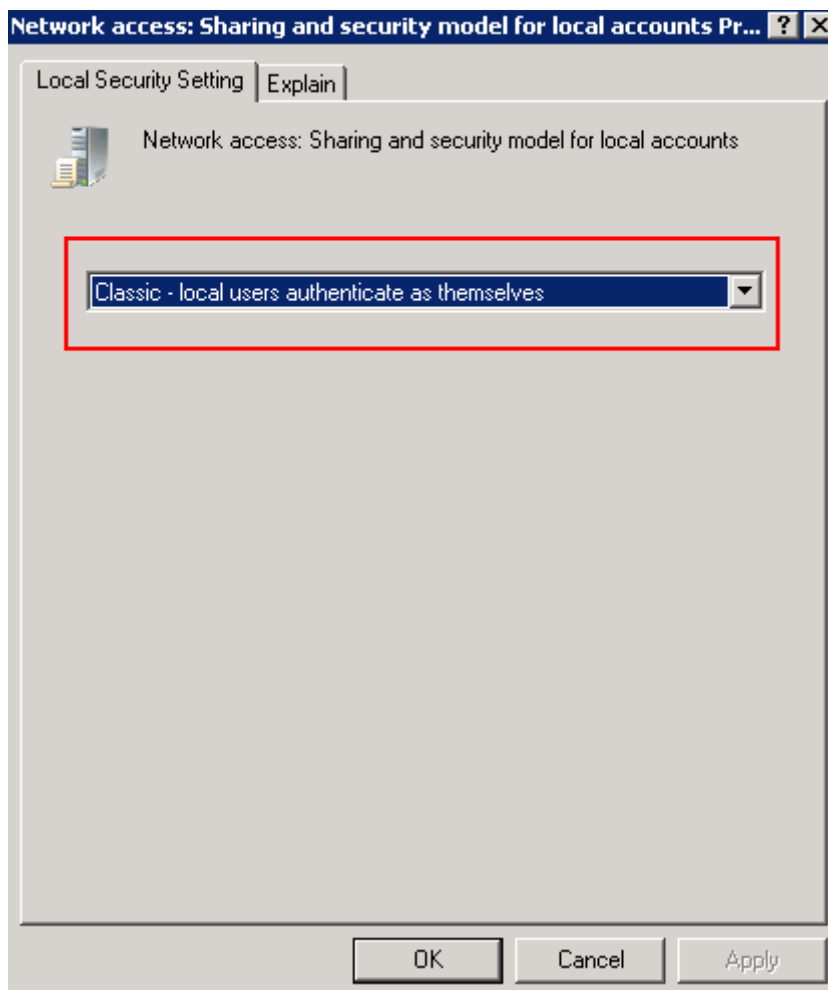 Network access: Sharing and security model for local accounts Pr... ? X
Local Security Setting Explain
Network access: Sharing and security model for local accounts
Classic - local users authenticate as themselves
OK Cancel Apply